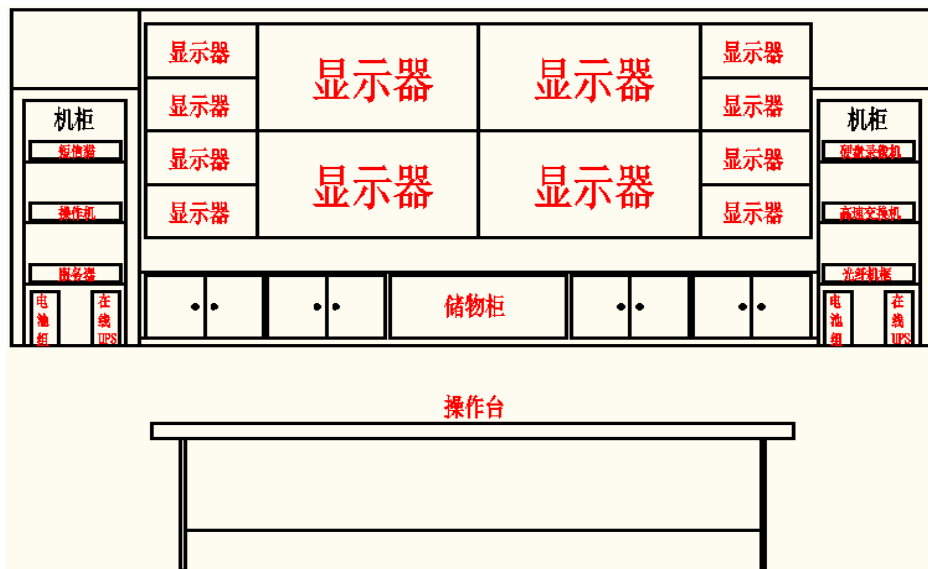 显示器
显示器
显示器
显示器
显示器
显示器
显示器
显示器
显示器
显示器
显示器
显示器
机柜
短信猫
操作机
服务器
电池组
在线UPS
储物柜
机柜
硬盘录像机
高速交换机
光纤机框
电池组
在线UPS
操作台